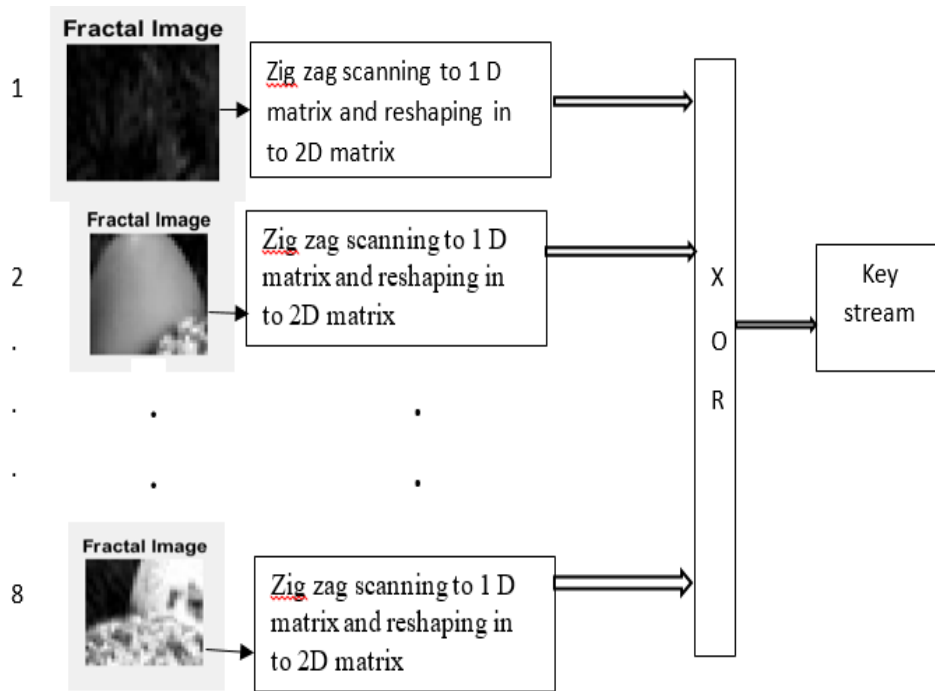 Fractal Image
1
Zig zag scanning to 1 D
matrix and reshaping in
to 2D matrix
Fractal Image
2
Zig zag scanning to 1 D
matrix and reshaping in
to 2D matrix
X
O
R
Key
stream
.
.
.
Fractal Image
8
Zig zag scanning to 1 D
matrix and reshaping in
to 2D matrix